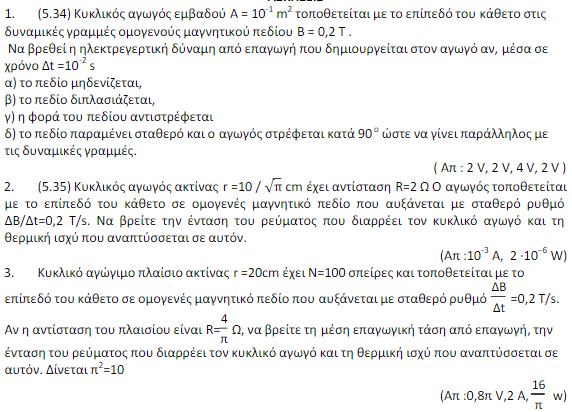 1. (5.34) Κυκλικός αγωγός εμβαδού Α = 10⁻¹ m² τοποθετείται με το επίπεδό του κάθετο στις
δυναμικές γραμμές ομογενούς μαγνητικού πεδίου Β = 0,2 Τ .
Να βρεθεί η ηλεκτρεγερτική δύναμη από επαγωγή που δημιουργείται στον αγωγό αν, μέσα σε
χρόνο Δt =10⁻² s
α) το πεδίο μηδενίζεται,
β) το πεδίο διπλασιάζεται,
γ) η φορά του πεδίου αντιστρέφεται
δ) το πεδίο παραμένει σταθερό και ο αγωγός στρέφεται κατά 90° ώστε να γίνει παράλληλος με
τις δυναμικές γραμμές.
( Απ : 2 V, 2 V, 4 V, 2 V )
2. (5.35) Κυκλικός αγωγός ακτίνας r =10 / √π cm έχει αντίσταση R=2 Ω Ο αγωγός τοποθετείται
με το επίπεδο του κάθετο σε ομογενές μαγνητικό πεδίο που αυξάνεται με σταθερό ρυθμό
ΔΒ/Δt=0,2 T/s. Να βρείτε την ένταση του ρεύματος που διαρρέει τον κυκλικό αγωγό και τη
θερμική ισχύ που αναπτύσσεται σε αυτόν.
(Απ :10⁻³ A, 2 ·10⁻⁶ W)
3. Κυκλικό αγώγιμο πλαίσιο ακτίνας r =20cm έχει Ν=100 σπείρες και τοποθετείται με το
επίπεδό του κάθετο σε ομογενές μαγνητικό πεδίο που αυξάνεται με σταθερό ρυθμό ΔΒ/Δt =0,2 T/s.
Αν η αντίσταση του πλαισίου είναι R=4/π Ω, να βρείτε τη μέση επαγωγική τάση από επαγωγή, την
ένταση του ρεύματος που διαρρέει τον κυκλικό αγωγό και τη θερμική ισχύ που αναπτύσσεται σε
αυτόν. Δίνεται π²=10
(Απ :0,8π V,2 A, 16/π w)